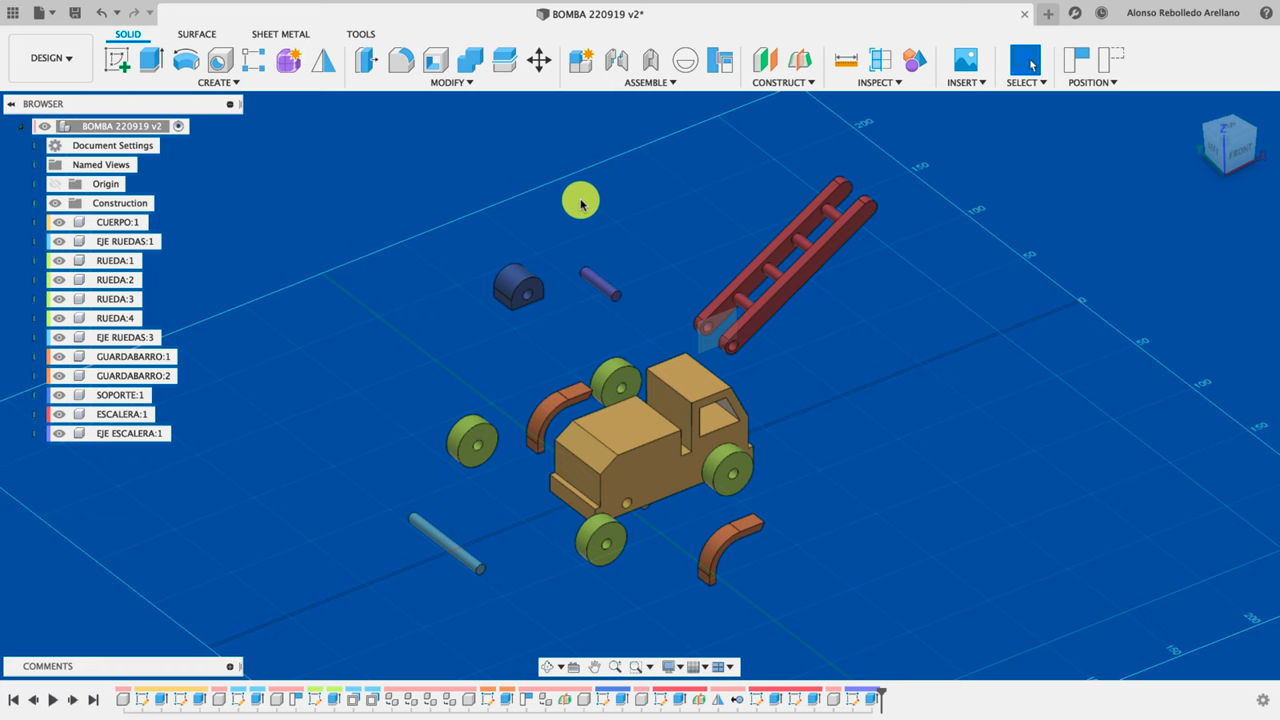 BOMBA 220919 v2*
Alonso Rebolledo Arellano
SOLID SURFACE SHEET METAL TOOLS
DESIGN ▾
CREATE ▾ MODIFY ▾ ASSEMBLE ▾ CONSTRUCT ▾ INSPECT ▾ INSERT ▾ SELECT ▾ POSITION ▾
BROWSER
BOMBA 220919 v2
Document Settings
Named Views
Origin
Construction
CUERPO:1
EJE RUEDAS:1
RUEDA:1
RUEDA:2
RUEDA:3
RUEDA:4
EJE RUEDAS:3
GUARDABARRO:1
GUARDABARRO:2
SOPORTE:1
ESCALERA:1
EJE ESCALERA:1
200
150
100
50
0
50
100
150
200
150
Z
FRONT
COMMENTS